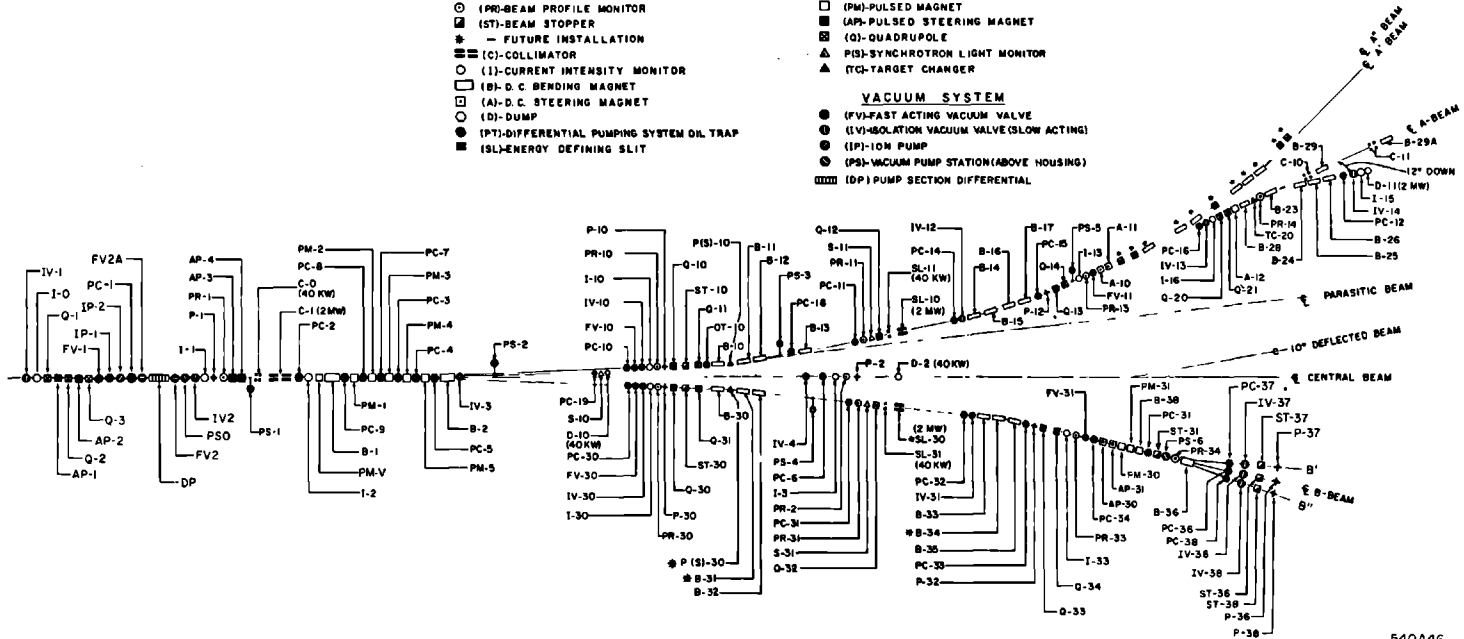 (PR)-BEAM PROFILE MONITOR
(ST)-BEAM STOPPER
* - FUTURE INSTALLATION
(C)-COLLIMATOR
(I)-CURRENT INTENSITY MONITOR
(B)-D.C. BENDING MAGNET
(A)-D.C. STEERING MAGNET
(D)-DUMP
(PT)-DIFFERENTIAL PUMPING SYSTEM OIL TRAP
(SL)-ENERGY DEFINING SLIT
(PM)-PULSED MAGNET
(AP)-PULSED STEERING MAGNET
(Q)-QUADRUPOLE
P(S)-SYNCHROTRON LIGHT MONITOR
(TC)-TARGET CHANGER
VACUUM SYSTEM
(FV)-FAST ACTING VACUUM VALVE
(IV)-ISOLATION VACUUM VALVE (SLOW ACTING)
(IP)-ION PUMP
(PS)-VACUUM PUMP STATION (ABOVE HOUSING)
(DP) PUMP SECTION DIFFERENTIAL
℄ A" BEAM
℄ A' BEAM
℄ A-BEAM
B-29A
C-11
B-29
C-10
12° DOWN
D-11 (2 MW)
I-15
IV-14
PC-12
B-26
B-25
B-24
B-23
PR-14
TC-20
B-28
A-12
Q-21
Q-20
I-16
IV-13
PC-16
℄ PARASITIC BEAM
10° DEFLECTED BEAM
℄ CENTRAL BEAM
IV-1
I-0
Q-1
IP-1
FV-1
IP-2
PC-1
FV2A
AP-4
AP-3
PR-1
P-1
I-1
C-0
(40 KW)
C-1 (2MW)
PC-2
PC-8
PM-2
PC-7
PM-3
PC-3
PM-4
PC-4
PS-2
AP-1
Q-2
AP-2
Q-3
DP
FV2
PS0
IV2
PS-1
I-2
PM-V
B-1
PC-9
PM-1
PM-5
PC-5
B-2
IV-3
P-10
PR-10
I-10
IV-10
FV-10
PC-10
Q-10
ST-10
Q-11
OT-10
B-10
P(S)-10
B-11
B-12
PS-3
PC-18
B-13
PC-11
PR-11
S-11
Q-12
SL-11
(40 KW)
SL-10
(2 MW)
IV-12
PC-14
B-14
B-16
B-15
B-17
PC-15
P-12
Q-14
Q-13
PS-5
I-13
A-11
A-10
FV-11
PR-13
PC-19
S-10
D-10
(40KW)
PC-30
FV-30
IV-30
I-30
PR-30
P-30
Q-30
ST-30
Q-31
B-30
* P (S)-30
* B-31
B-32
P-2
D-2 (40KW)
IV-4
PS-4
PC-6
I-3
PR-2
PC-31
PR-31
S-31
Q-32
(2 MW)
*SL-30
SL-31
(40 KW)
PC-32
IV-31
B-33
* B-34
B-35
PC-33
P-32
Q-33
Q-34
I-33
PR-33
PC-34
AP-30
AP-31
PM-30
FV-31
PM-31
B-38
PC-31
ST-31
PS-6
PR-34
B-36
PC-37
IV-37
ST-37
P-37
B'
℄ B-BEAM
B"
PC-36
PC-38
IV-36
IV-38
ST-36
ST-38
P-36
P-38
540A46